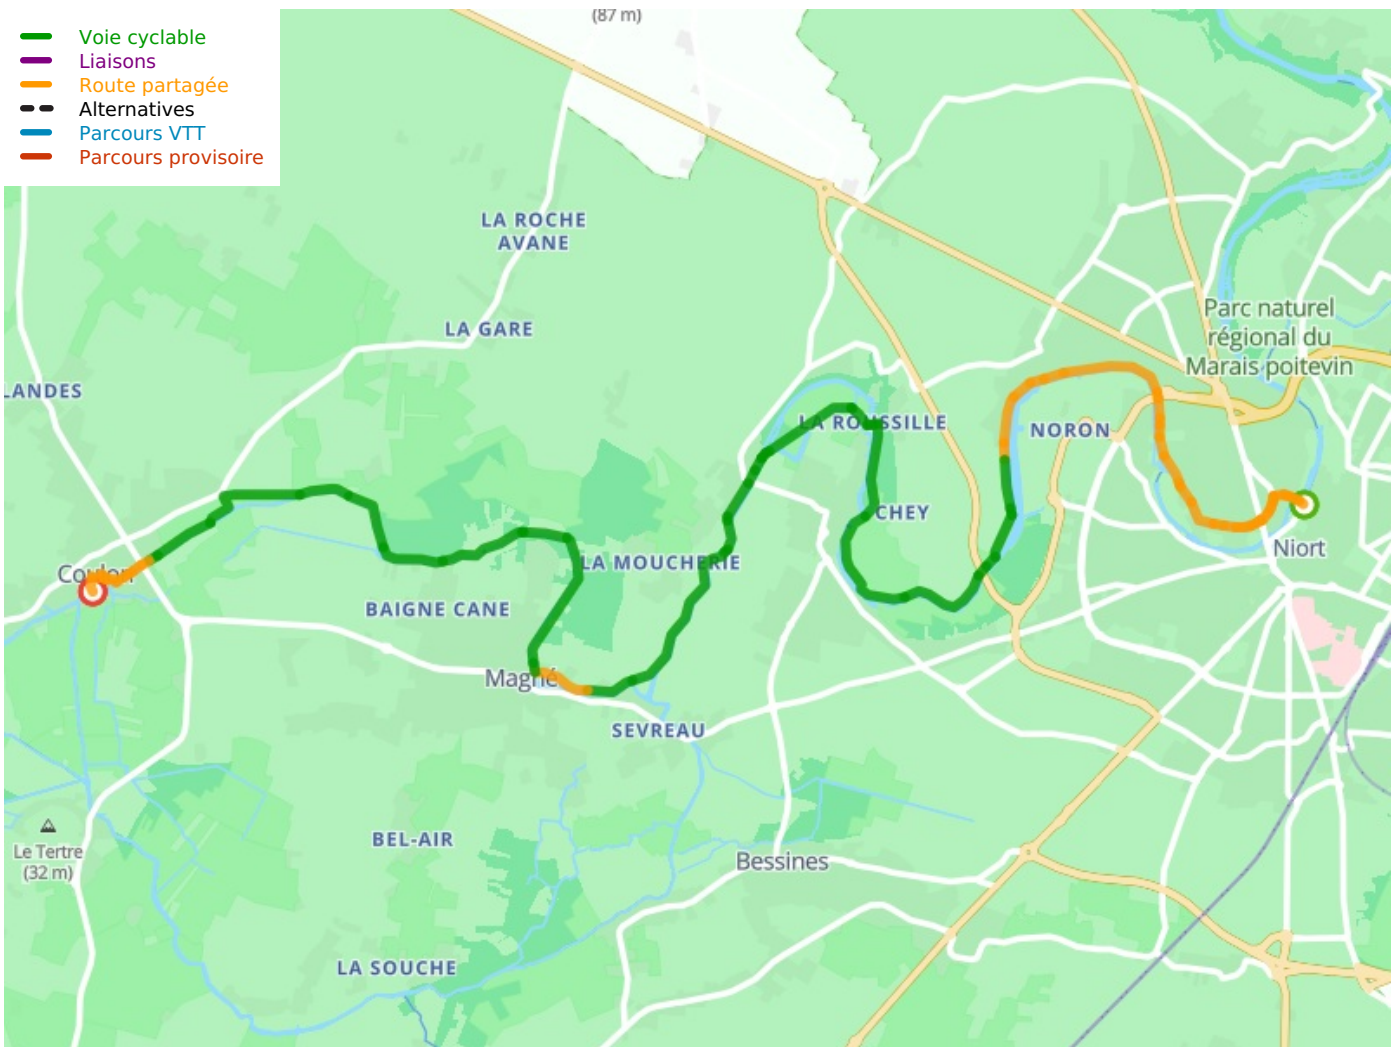 (87 m)
Voie cyclable
Liaisons
Route partagée
Alternatives
Parcours VTT
Parcours provisoire
LA ROCHE
AVANE
LA GARE
Parc naturel
régional du
Marais poitevin
LANDES
LA ROUSSILLE
NORON
CHEY
Niort
LA MOUCHERIE
Coulon
BAIGNE CANE
Magné
SEVREAU
BEL-AIR
Le Tertre
(32 m)
Bessines
LA SOUCHE